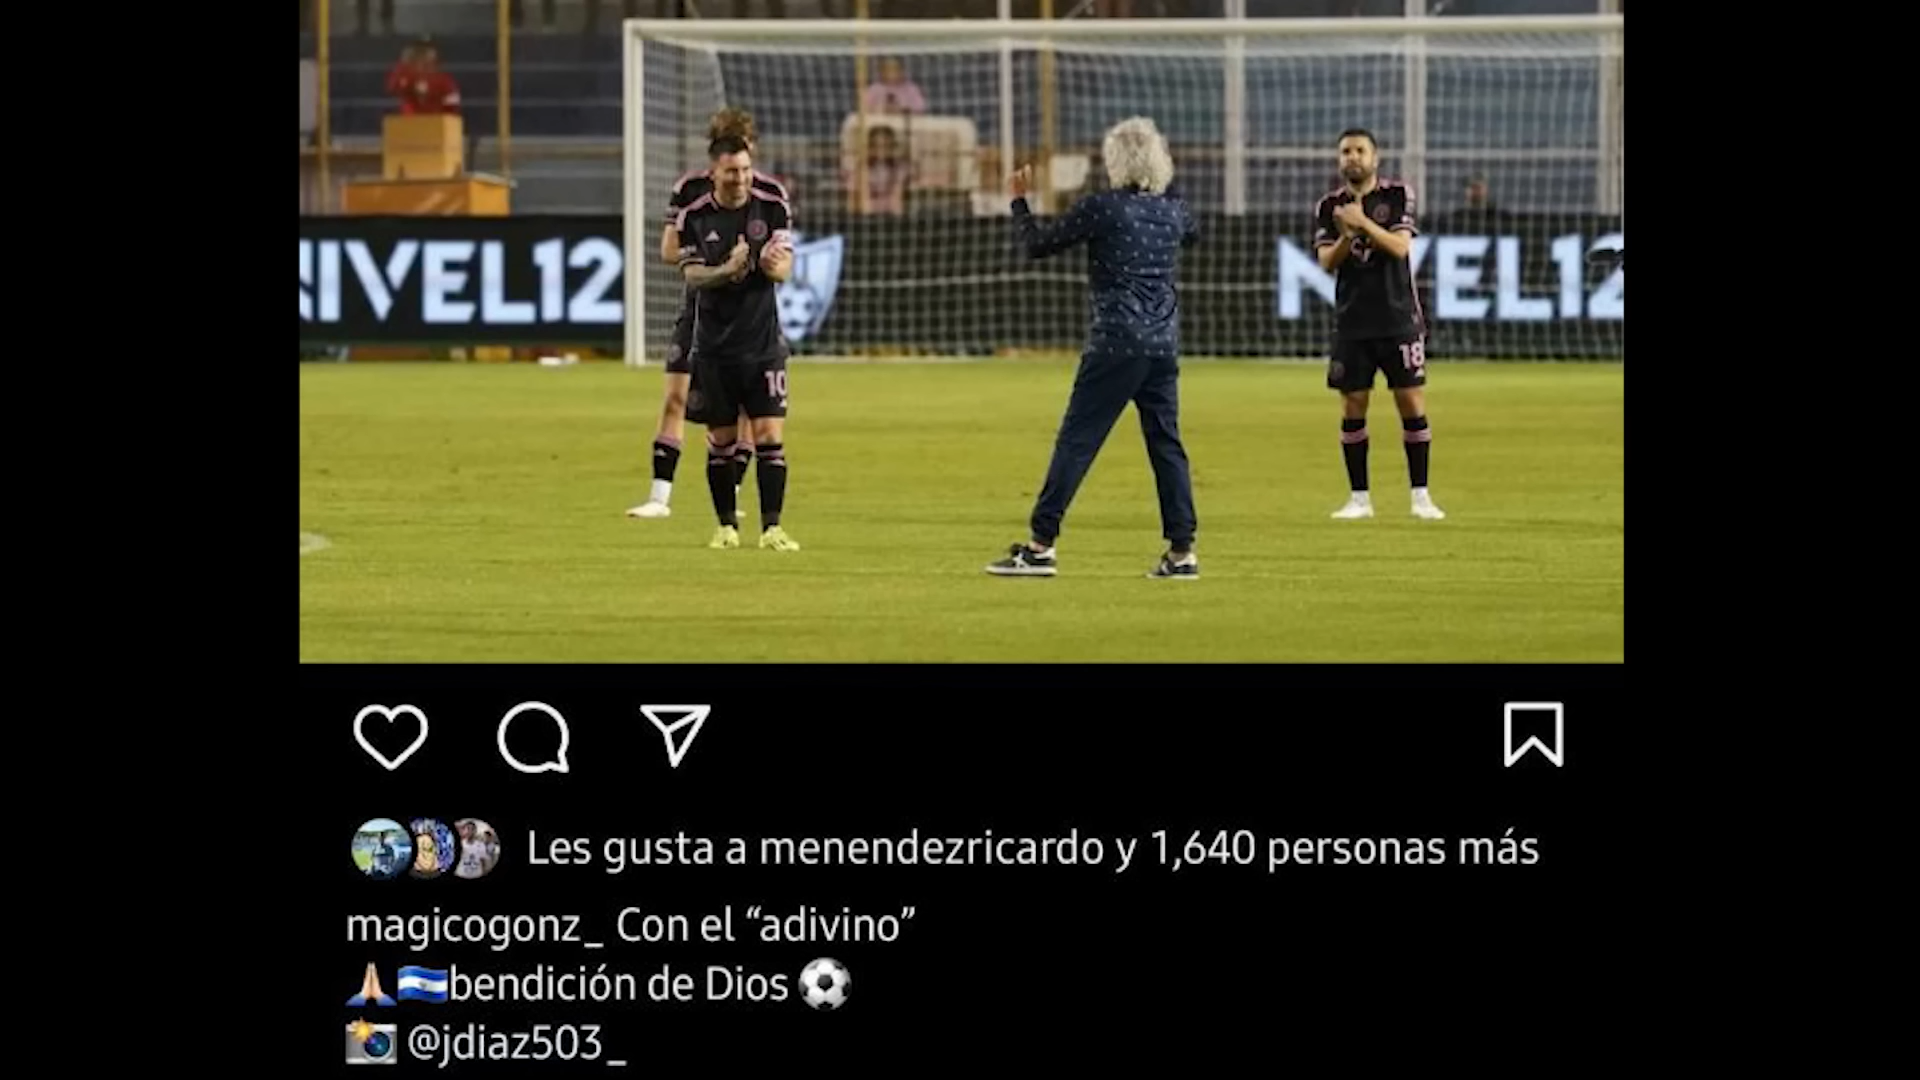 NIVEL12
NIVEL12
10
18
Les gusta a menendezricardo y 1,640 personas más
magicogonz_ Con el “adivino”
🙏🏻🇸🇻bendición de Dios ⚽
📸 @jdiaz503_